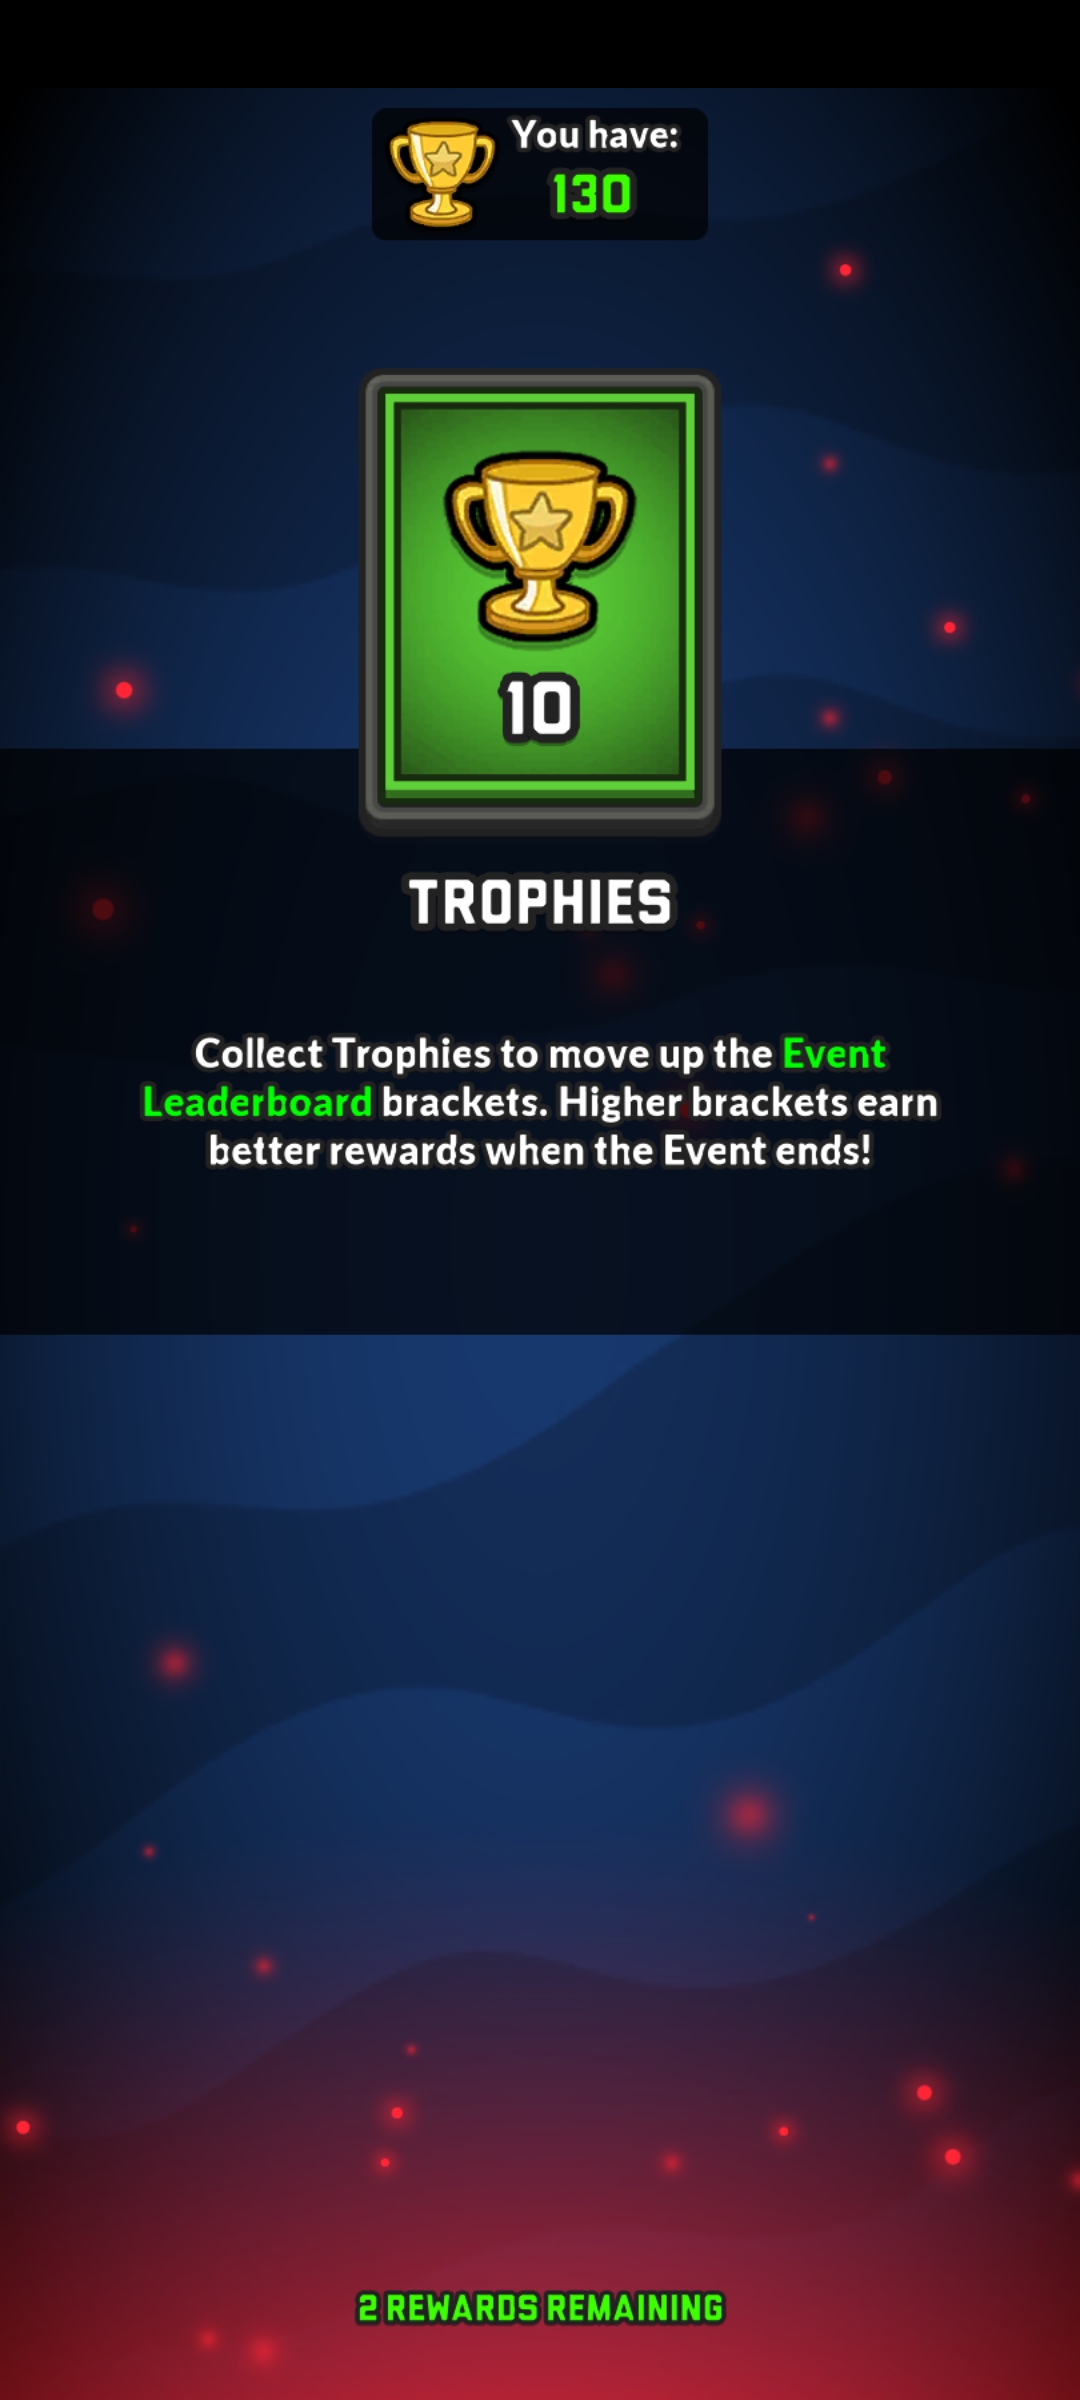 You have:
130
10
TROPHIES
Collect Trophies to move up the Event
Leaderboard brackets. Higher brackets earn
better rewards when the Event ends!
2 REWARDS REMAINING